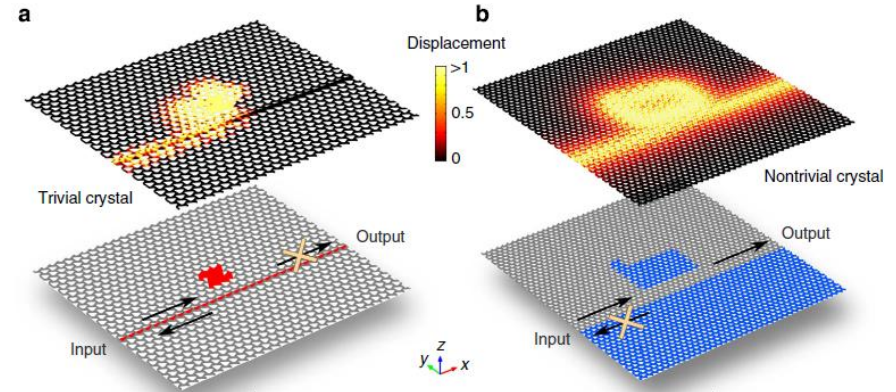 a
b
Displacement
>1
0.5
0
Trivial crystal
Nontrivial crystal
Output
Output
Input
Input
y
z
x